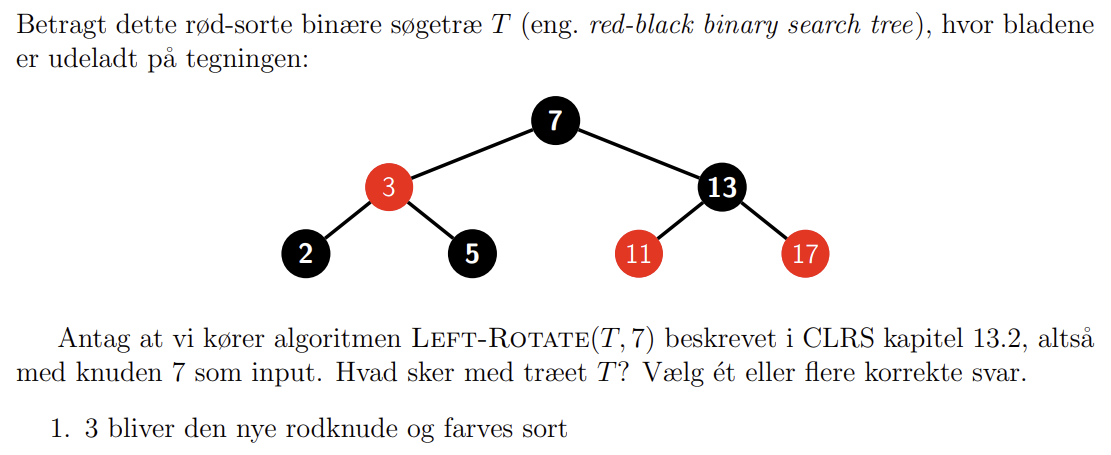 Betragt dette rød-sorte binære søgetræ T (eng. red-black binary search tree), hvor bladene
er udeladt på tegningen:
7
3
13
2
5
11
17
Antag at vi kører algoritmen LEFT-ROTATE(T, 7) beskrevet i CLRS kapitel 13.2, altså
med knuden 7 som input. Hvad sker med træet T? Vælg ét eller flere korrekte svar.
1. 3 bliver den nye rodknude og farves sort